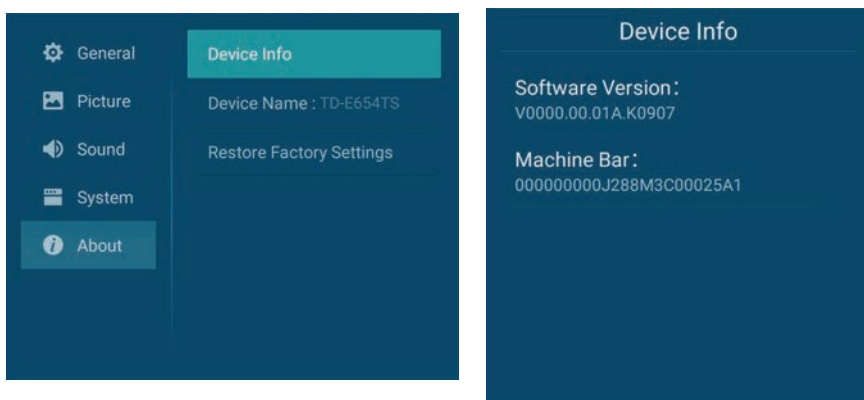 General
Picture
Sound
System
About
Device Info
Device Name : TD-E654TS
Restore Factory Settings
Device Info
Software Version：
V0000.00.01A.K0907
Machine Bar：
000000000J288M3C00025A1